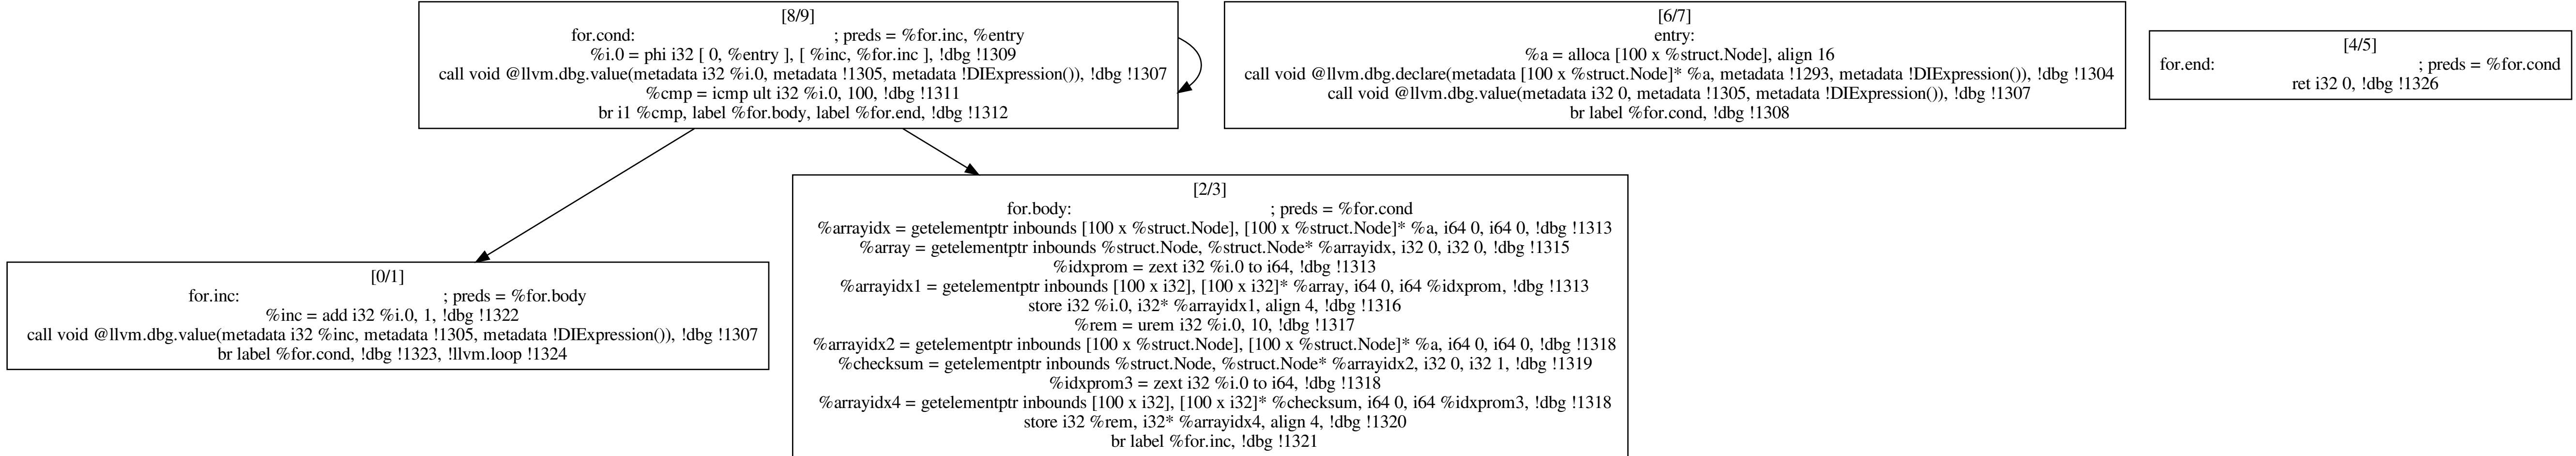 [8/9]
for.cond: ; preds = %for.inc, %entry
%i.0 = phi i32 [ 0, %entry ], [ %inc, %for.inc ], !dbg !1309
call void @llvm.dbg.value(metadata i32 %i.0, metadata !1305, metadata !DIExpression()), !dbg !1307
%cmp = icmp ult i32 %i.0, 100, !dbg !1311
br i1 %cmp, label %for.body, label %for.end, !dbg !1312
[6/7]
entry:
%a = alloca [100 x %struct.Node], align 16
call void @llvm.dbg.declare(metadata [100 x %struct.Node]* %a, metadata !1293, metadata !DIExpression()), !dbg !1304
call void @llvm.dbg.value(metadata i32 0, metadata !1305, metadata !DIExpression()), !dbg !1307
br label %for.cond, !dbg !1308
[4/5]
for.end: ; preds = %for.cond
ret i32 0, !dbg !1326
[0/1]
for.inc: ; preds = %for.body
%inc = add i32 %i.0, 1, !dbg !1322
call void @llvm.dbg.value(metadata i32 %inc, metadata !1305, metadata !DIExpression()), !dbg !1307
br label %for.cond, !dbg !1323, !llvm.loop !1324
[2/3]
for.body: ; preds = %for.cond
%arrayidx = getelementptr inbounds [100 x %struct.Node], [100 x %struct.Node]* %a, i64 0, i64 0, !dbg !1313
%array = getelementptr inbounds %struct.Node, %struct.Node* %arrayidx, i32 0, i32 0, !dbg !1315
%idxprom = zext i32 %i.0 to i64, !dbg !1313
%arrayidx1 = getelementptr inbounds [100 x i32], [100 x i32]* %array, i64 0, i64 %idxprom, !dbg !1313
store i32 %i.0, i32* %arrayidx1, align 4, !dbg !1316
%rem = urem i32 %i.0, 10, !dbg !1317
%arrayidx2 = getelementptr inbounds [100 x %struct.Node], [100 x %struct.Node]* %a, i64 0, i64 0, !dbg !1318
%checksum = getelementptr inbounds %struct.Node, %struct.Node* %arrayidx2, i32 0, i32 1, !dbg !1319
%idxprom3 = zext i32 %i.0 to i64, !dbg !1318
%arrayidx4 = getelementptr inbounds [100 x i32], [100 x i32]* %checksum, i64 0, i64 %idxprom3, !dbg !1318
store i32 %rem, i32* %arrayidx4, align 4, !dbg !1320
br label %for.inc, !dbg !1321